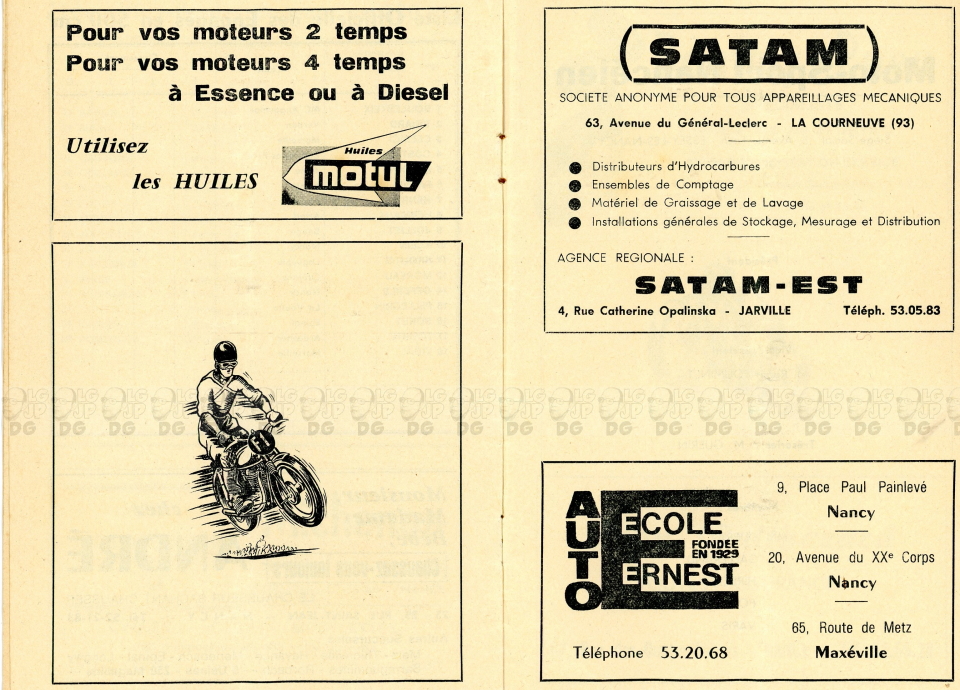 Pour vos moteurs 2 temps
Pour vos moteurs 4 temps
à Essence ou à Diesel
Utilisez
les HUILES
Huiles
motul
SATAM
SOCIETE ANONYME POUR TOUS APPAREILLAGES MECANIQUES
63, Avenue du Général-Leclerc - LA COURNEUVE (93)
Distributeurs d'Hydrocarbures
Ensembles de Comptage
Matériel de Graissage et de Lavage
Installations générales de Stockage, Mesurage et Distribution
AGENCE REGIONALE :
SATAM-EST
4, Rue Catherine Opalinska - JARVILLE Téléph. 53.05.83
AUTO
ECOLE
FONDEE
EN 1929
ERNEST
Téléphone 53.20.68
9, Place Paul Painlevé
Nancy
20, Avenue du XXe Corps
Nancy
65, Route de Metz
Maxéville